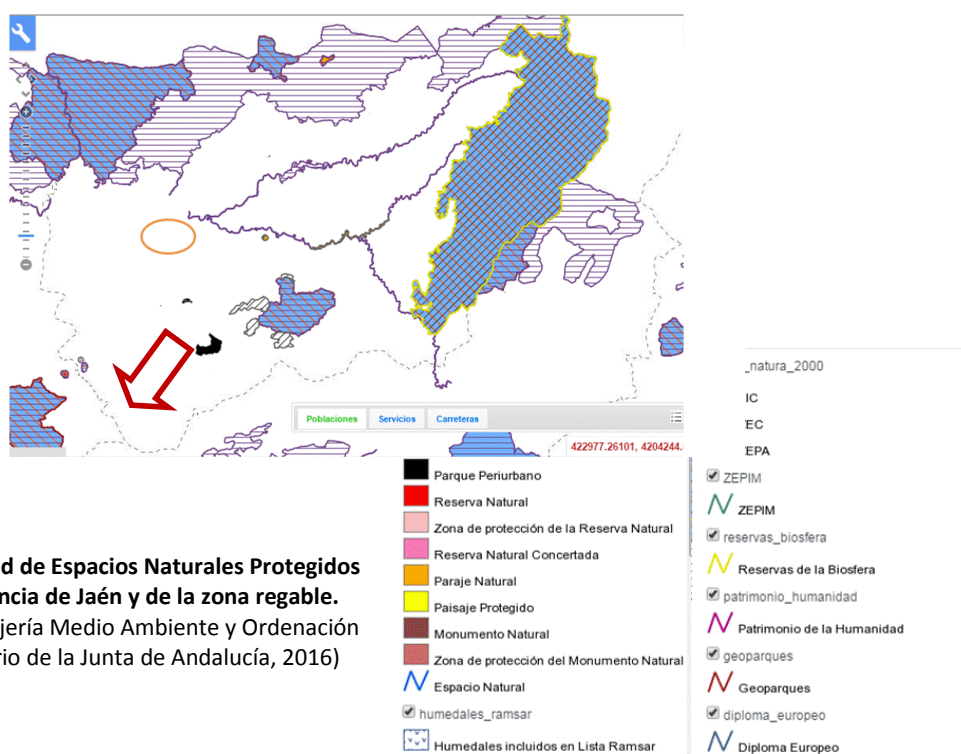 Poblaciones Servicios Carreteras
422977.26101, 4204244.
Parque Periurbano
Reserva Natural
Zona de protección de la Reserva Natural
Reserva Natural Concertada
Paraje Natural
Paisaje Protegido
Monumento Natural
Zona de protección del Monumento Natural
Espacio Natural
humedales_ramsar
Humedales incluidos en Lista Ramsar
_natura_2000
IC
EC
EPA
ZEPIM
ZEPIM
reservas_biosfera
Reservas de la Biosfera
patrimonio_humanidad
Patrimonio de la Humanidad
geoparques
Geoparques
diploma_europeo
Diploma Europeo
d de Espacios Naturales Protegidos
ncia de Jaén y de la zona regable.
jería Medio Ambiente y Ordenación
rio de la Junta de Andalucía, 2016)